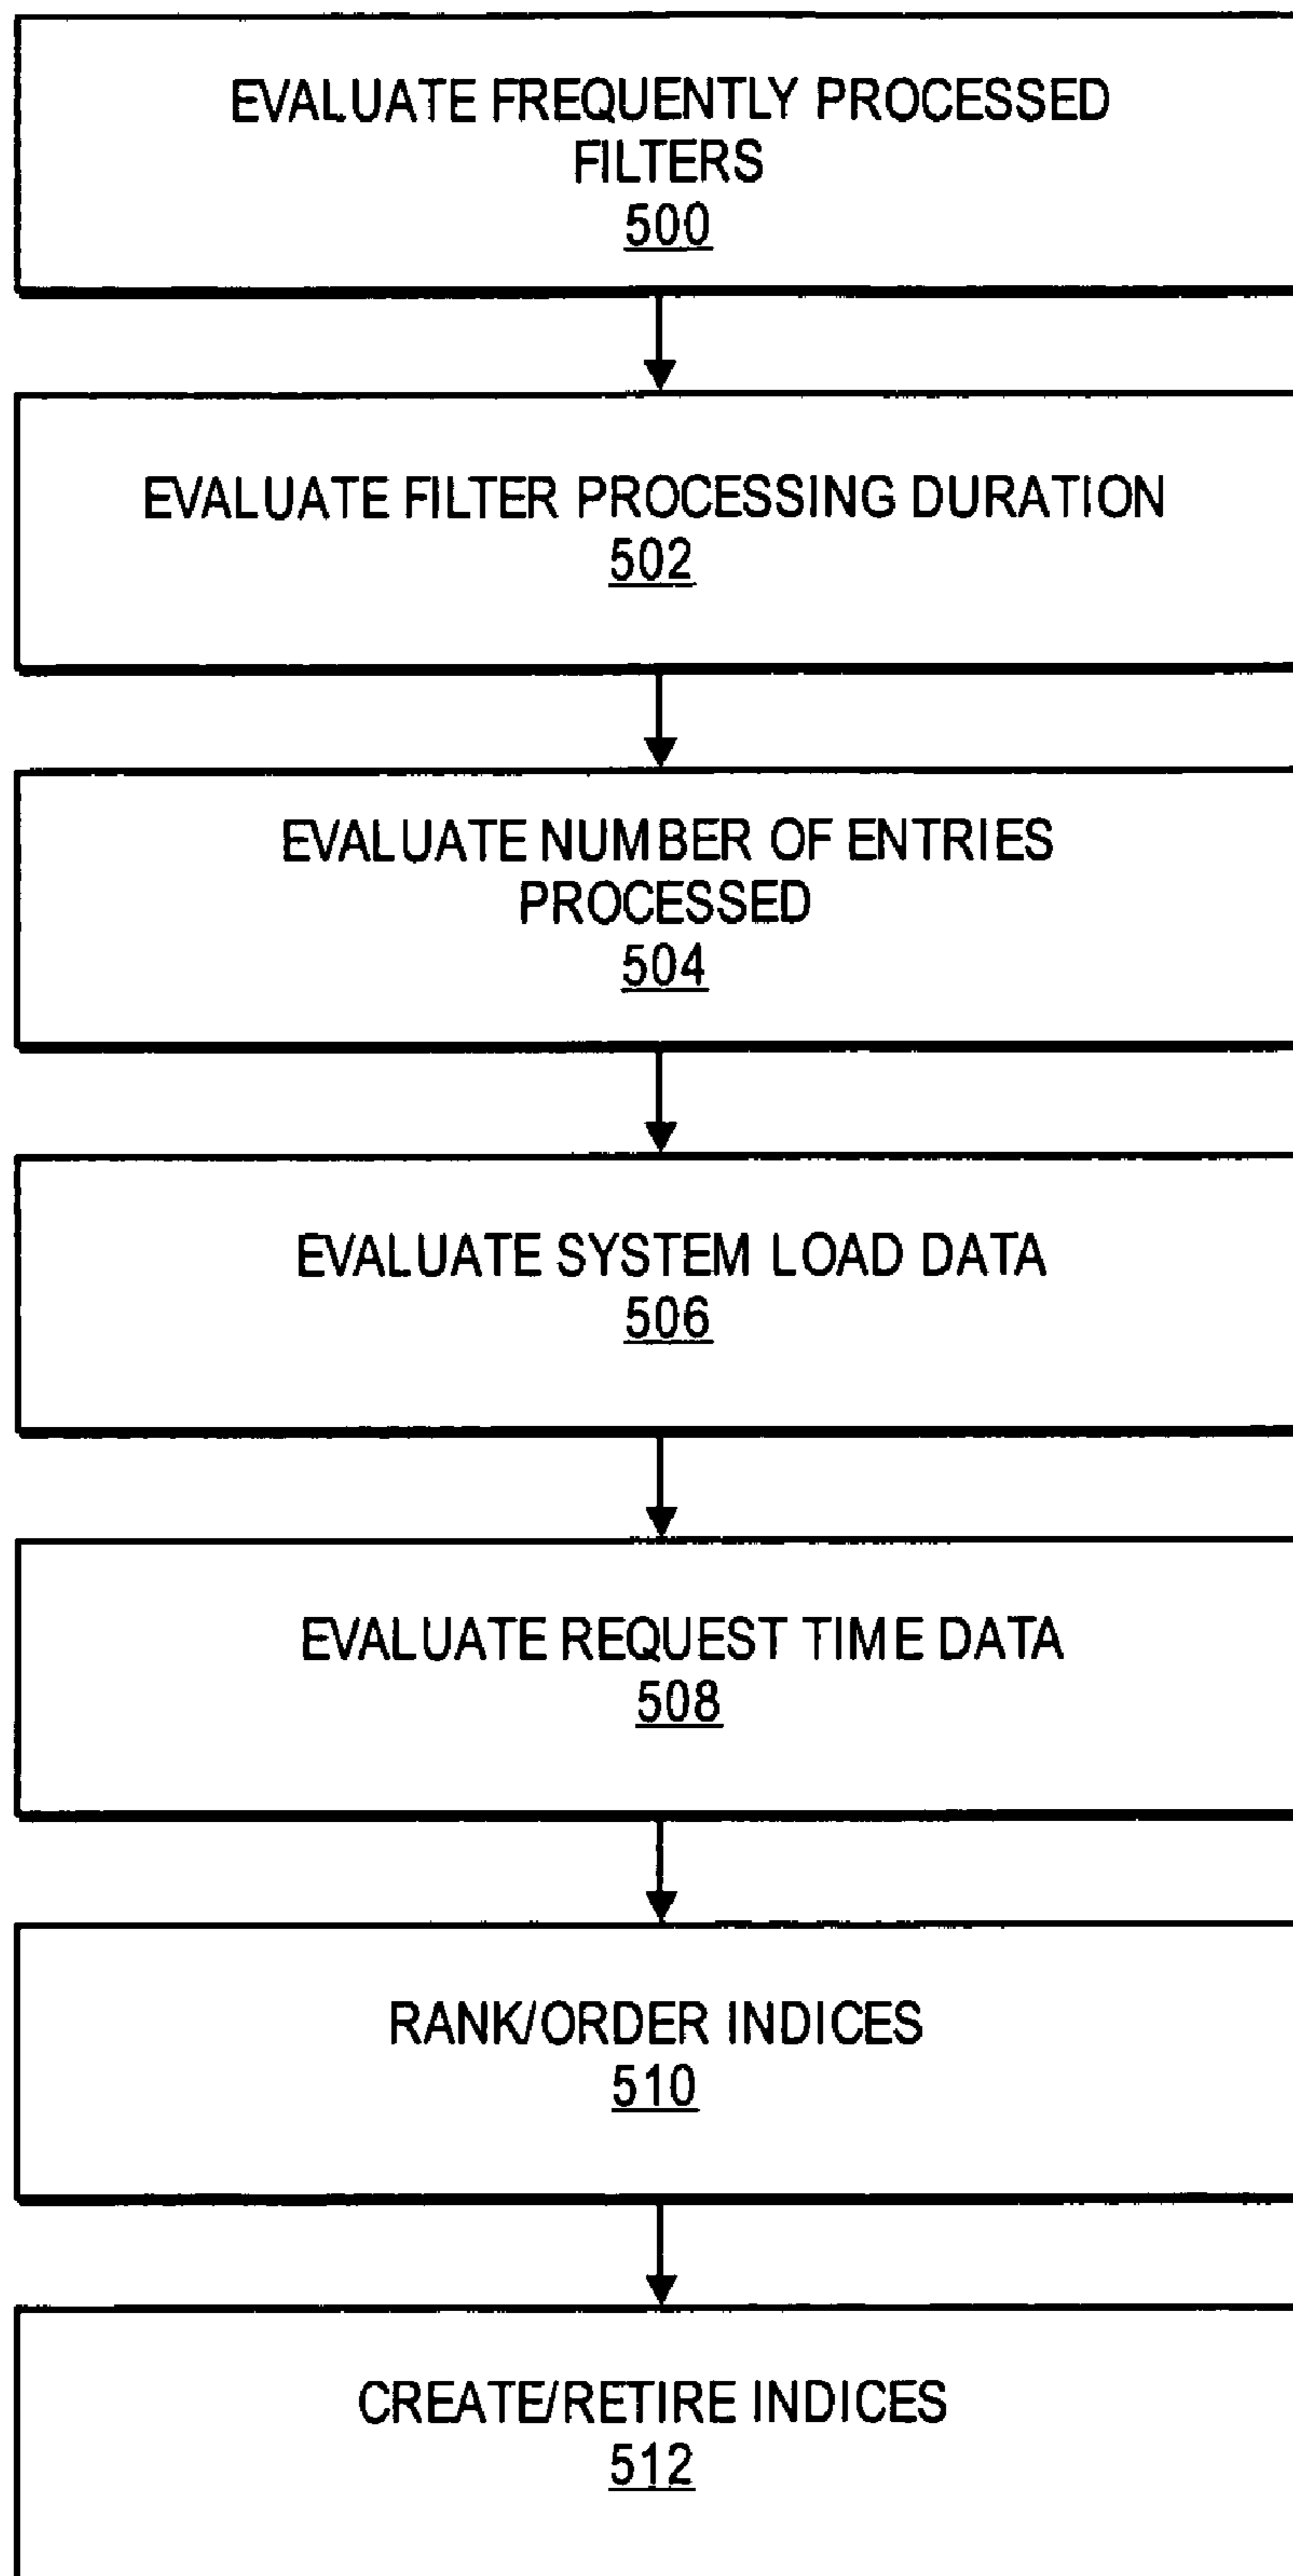 EVALUATE FREQUENTLY PROCESSED
FILTERS
500
EVALUATE FILTER PROCESSING DURATION
502
EVALUATE NUMBER OF ENTRIES
PROCESSED
504
EVALUATE SYSTEM LOAD DATA
506
EVALUATE REQUEST TIME DATA
508
RANK/ORDER INDICES
510
CREATE/RETIRE INDICES
512